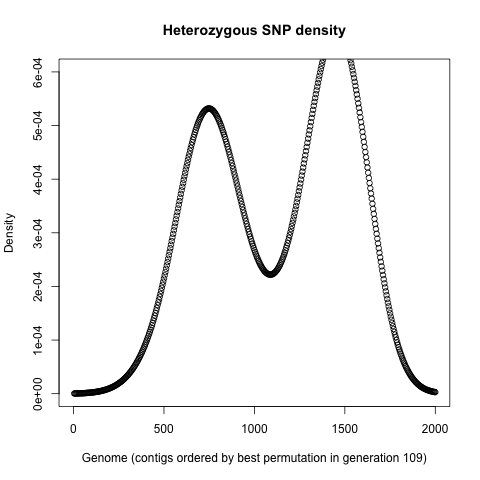 Heterozygous SNP density
6e-04
5e-04
4e-04
3e-04
2e-04
1e-04
0e+00
Density
0 500 1000 1500 2000
Genome (contigs ordered by best permutation in generation 109)